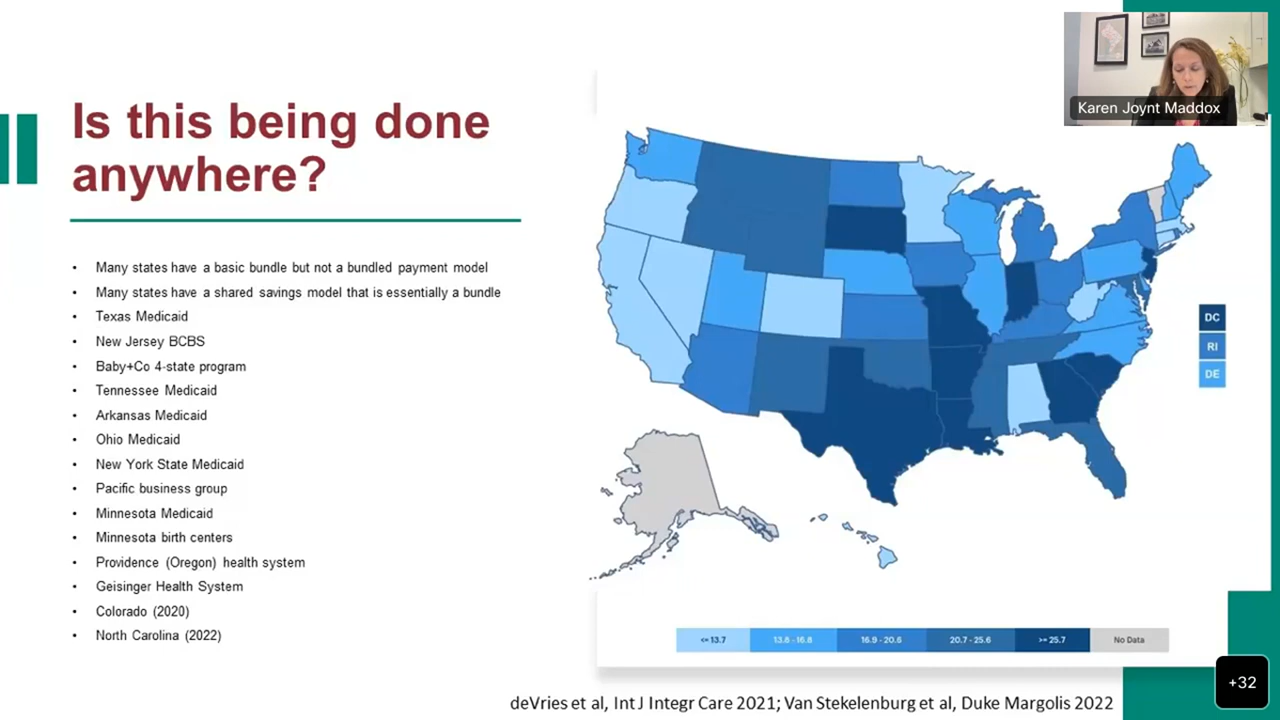 Is this being done
anywhere?
Many states have a basic bundle but not a bundled payment model
Many states have a shared savings model that is essentially a bundle
Texas Medicaid
New Jersey BCBS
Baby+Co 4-state program
Tennessee Medicaid
Arkansas Medicaid
Ohio Medicaid
New York State Medicaid
Pacific business group
Minnesota Medicaid
Minnesota birth centers
Providence (Oregon) health system
Geisinger Health System
Colorado (2020)
North Carolina (2022)
Karen Joynt Maddox
DC
RI
DE
<= 13.7
13.8 - 16.8
16.9 - 20.6
20.7 - 25.6
>= 25.7
No Data
deVries et al, Int J Integr Care 2021; Van Stekelenburg et al, Duke Margolis 2022
+32